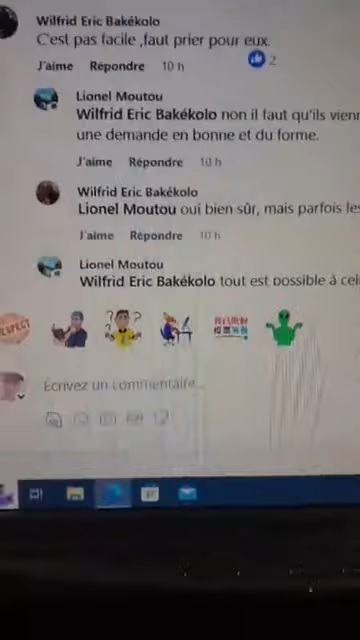 Wilfrid Eric Bakékolo
C'est pas facile ,faut prier pour eux.
J'aime Répondre 10 h 2
Lionel Moutou
Wilfrid Eric Bakékolo non il faut qu'ils vienn
une demande en bonne et du forme.
J'aime Répondre 10 h
Wilfrid Eric Bakékolo
Lionel Moutou oui bien sûr, mais parfois les
J'aime Répondre 10 h
Lionel Moutou
Wilfrid Eric Bakékolo tout est possible à cel
RESPECT
Écrivez un commentaire...